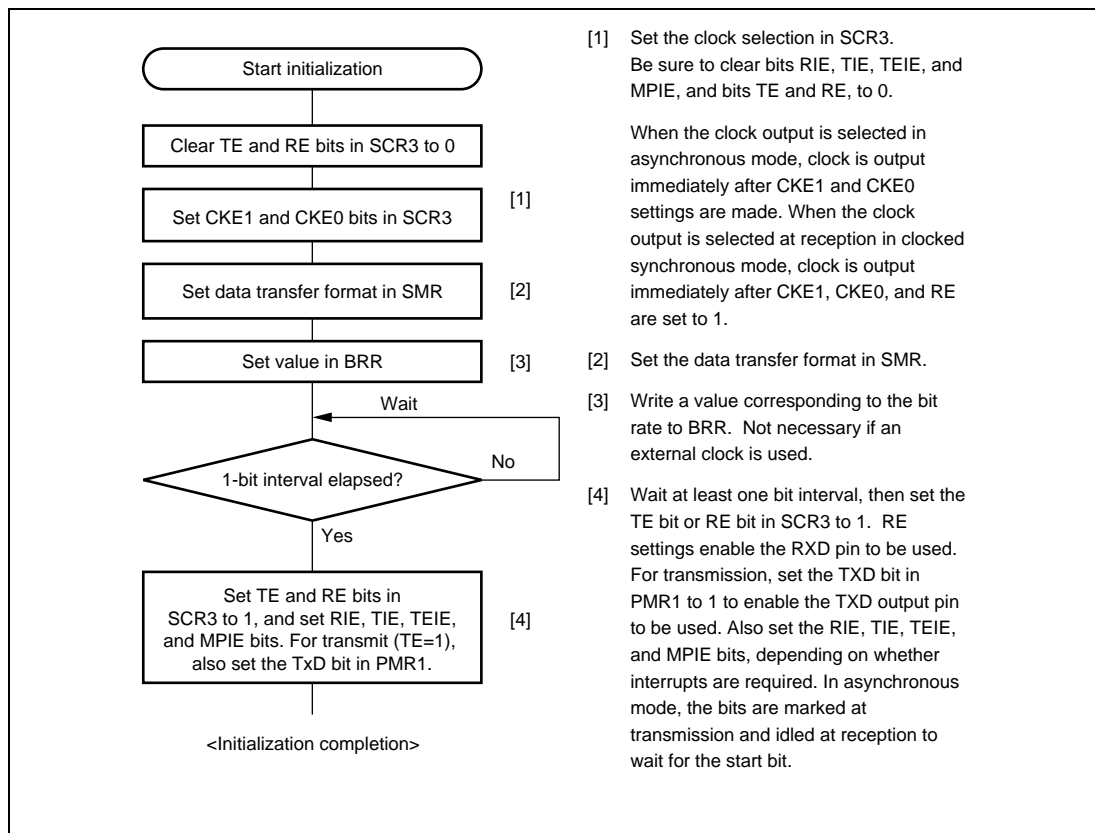 Start initialization
Clear TE and RE bits in SCR3 to 0
Set CKE1 and CKE0 bits in SCR3
[1]
Set data transfer format in SMR
[2]
Set value in BRR
[3]
Wait
1-bit interval elapsed?
No
Yes
Set TE and RE bits in
SCR3 to 1, and set RIE, TIE, TEIE,
and MPIE bits. For transmit (TE=1),
also set the TxD bit in PMR1.
[4]
<Initialization completion>
[1] Set the clock selection in SCR3.
Be sure to clear bits RIE, TIE, TEIE, and
MPIE, and bits TE and RE, to 0.
When the clock output is selected in
asynchronous mode, clock is output
immediately after CKE1 and CKE0
settings are made. When the clock
output is selected at reception in clocked
synchronous mode, clock is output
immediately after CKE1, CKE0, and RE
are set to 1.
[2] Set the data transfer format in SMR.
[3] Write a value corresponding to the bit
rate to BRR. Not necessary if an
external clock is used.
[4] Wait at least one bit interval, then set the
TE bit or RE bit in SCR3 to 1. RE
settings enable the RXD pin to be used.
For transmission, set the TXD bit in
PMR1 to 1 to enable the TXD output pin
to be used. Also set the RIE, TIE, TEIE,
and MPIE bits, depending on whether
interrupts are required. In asynchronous
mode, the bits are marked at
transmission and idled at reception to
wait for the start bit.